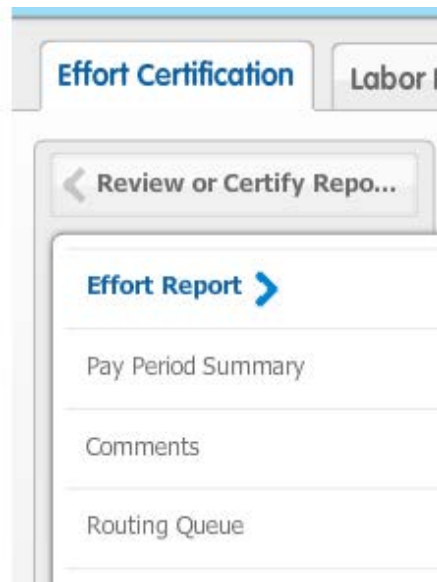 Effort Certification Labor
Review or Certify Repo...
Effort Report
Pay Period Summary
Comments
Routing Queue